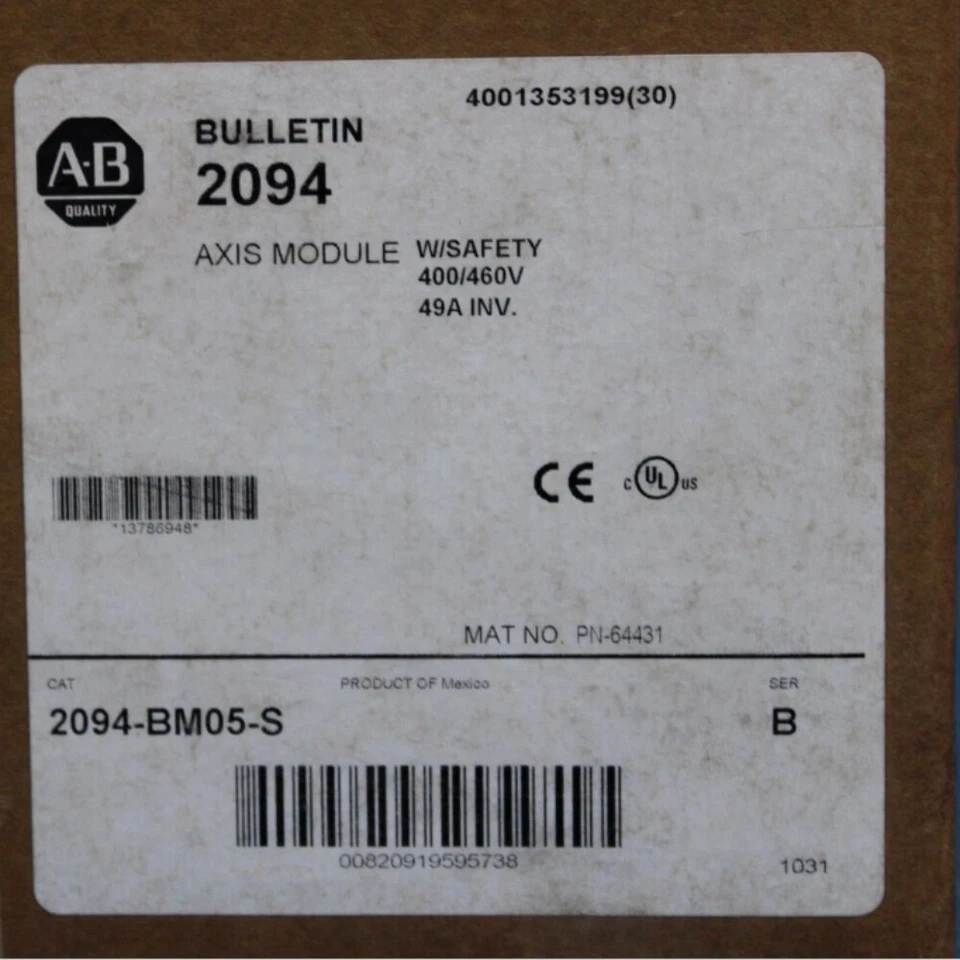 4001353199(30)
A·B
QUALITY
BULLETIN
2094
AXIS MODULE W/SAFETY
400/460V
49A INV.
CE
c UL us
*13786948*
MAT NO. PN-64431
CAT PRODUCT OF Mexico SER
2094-BM05-S B
00820919595738
1031